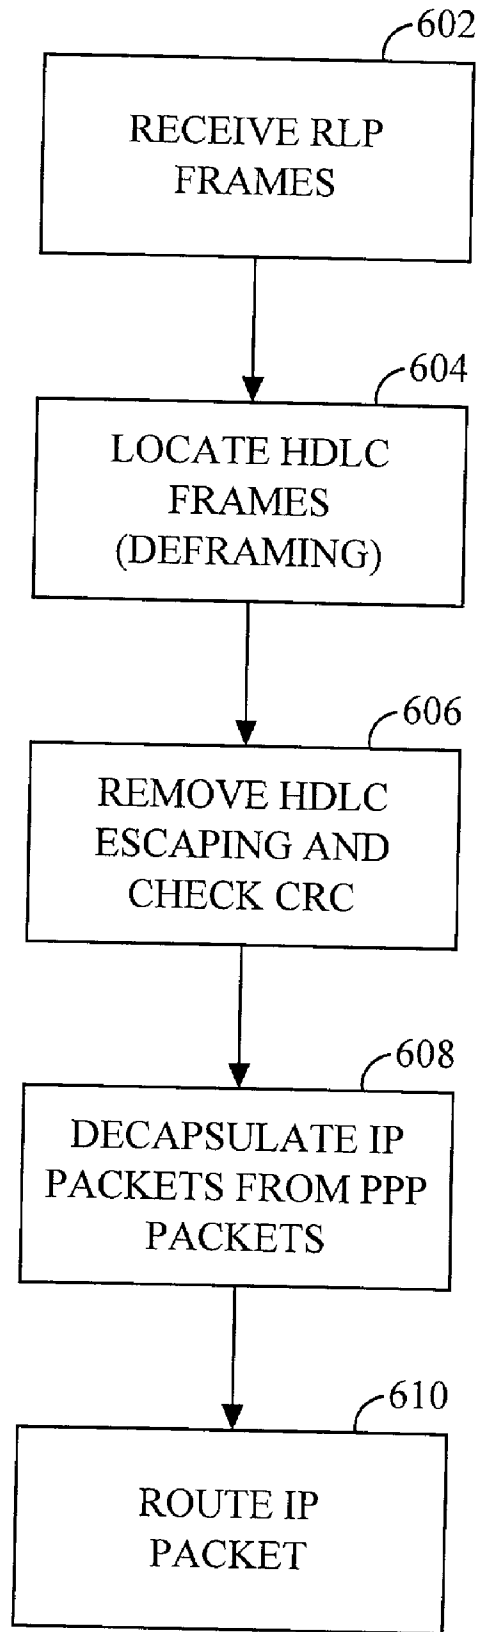 602
RECEIVE RLP
FRAMES
604
LOCATE HDLC
FRAMES
(DEFRAMING)
606
REMOVE HDLC
ESCAPING AND
CHECK CRC
608
DECAPSULATE IP
PACKETS FROM PPP
PACKETS
610
ROUTE IP
PACKET